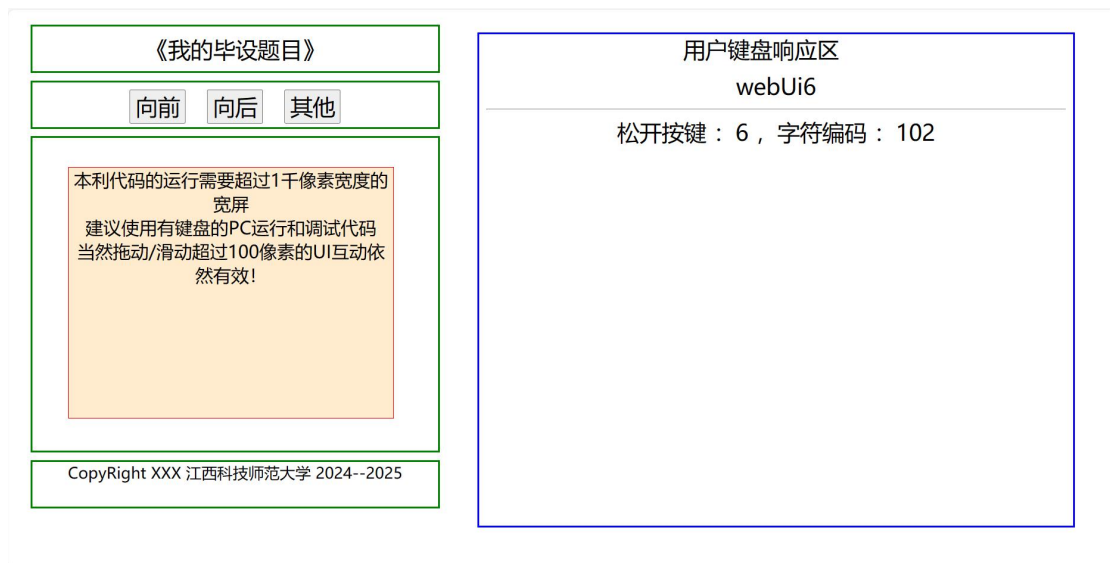 《我的毕设题目》
向前 向后 其他
本利代码的运行需要超过1千像素宽度的
宽屏
建议使用有键盘的PC运行和调试代码
当然拖动/滑动超过100像素的UI互动依
然有效！
CopyRight XXX 江西科技师范大学 2024--2025
用户键盘响应区
webUi6
松开按键 ：6 ，字符编码 ：102